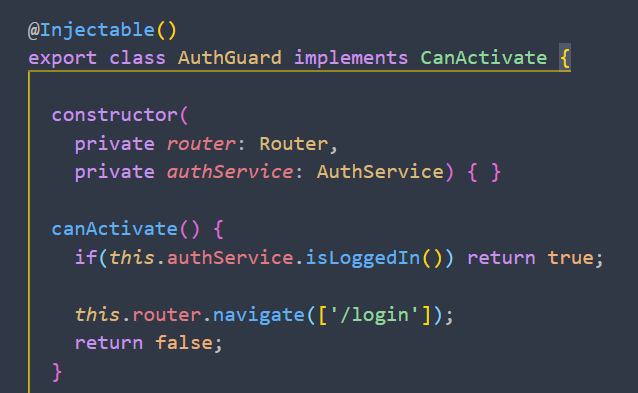 @Injectable()
export class AuthGuard implements CanActivate {
constructor(
private router: Router,
private authService: AuthService) { }
canActivate() {
if(this.authService.isLoggedIn()) return true;
this.router.navigate(['/login']);
return false;
}